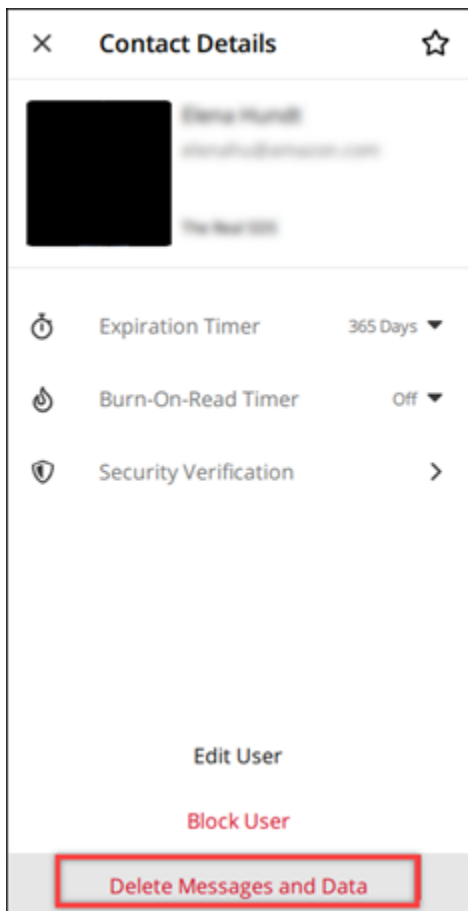 Contact Details
Expiration Timer 365 Days
Burn-On-Read Timer Off
Security Verification
Edit User
Block User
Delete Messages and Data